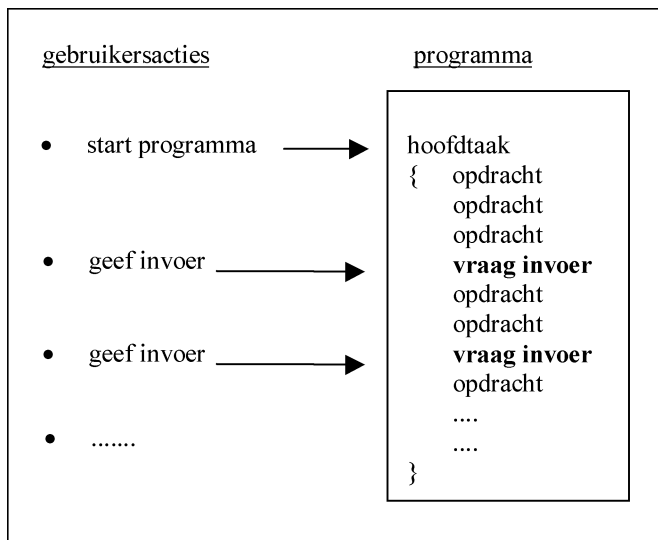 gebruikersacties
programma
• start programma
hoofdtaak
{ opdracht
opdracht
opdracht
• geef invoer
vraag invoer
opdracht
opdracht
• geef invoer
vraag invoer
opdracht
....
• .......
....
}